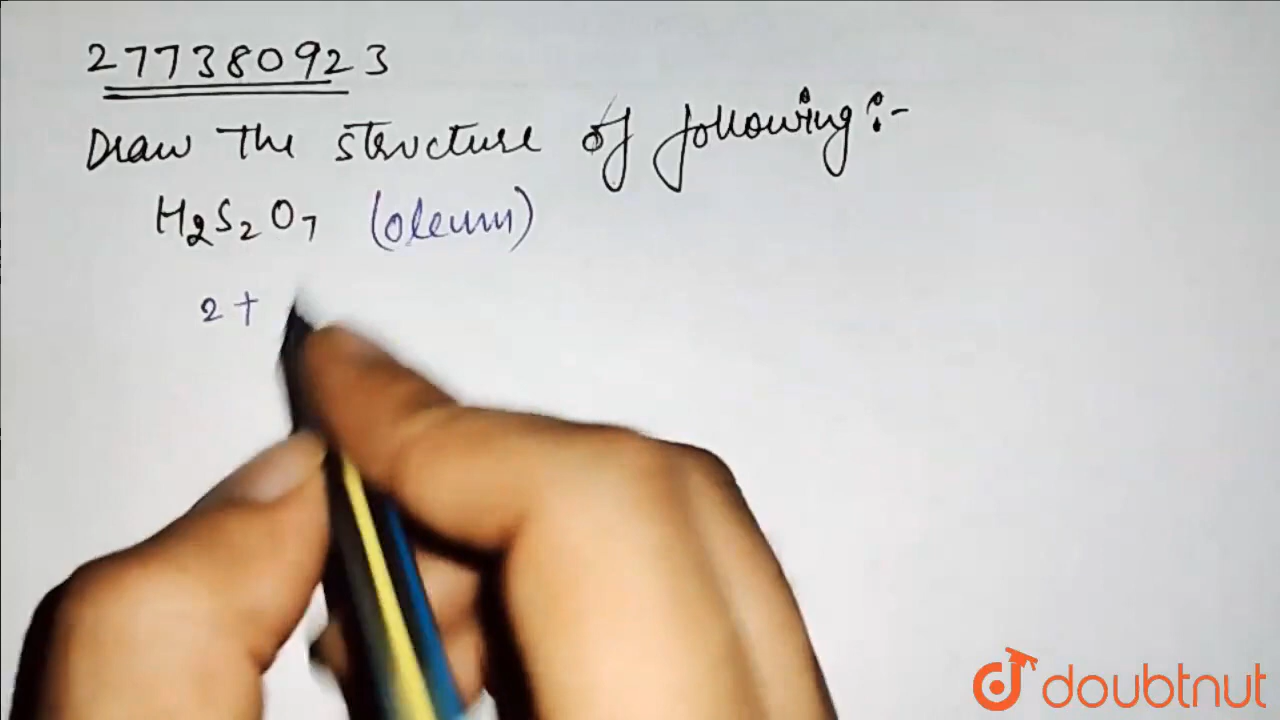 277380923
Draw The structure of following:-
H2S2O7 (oleum)
2+
doubtnut